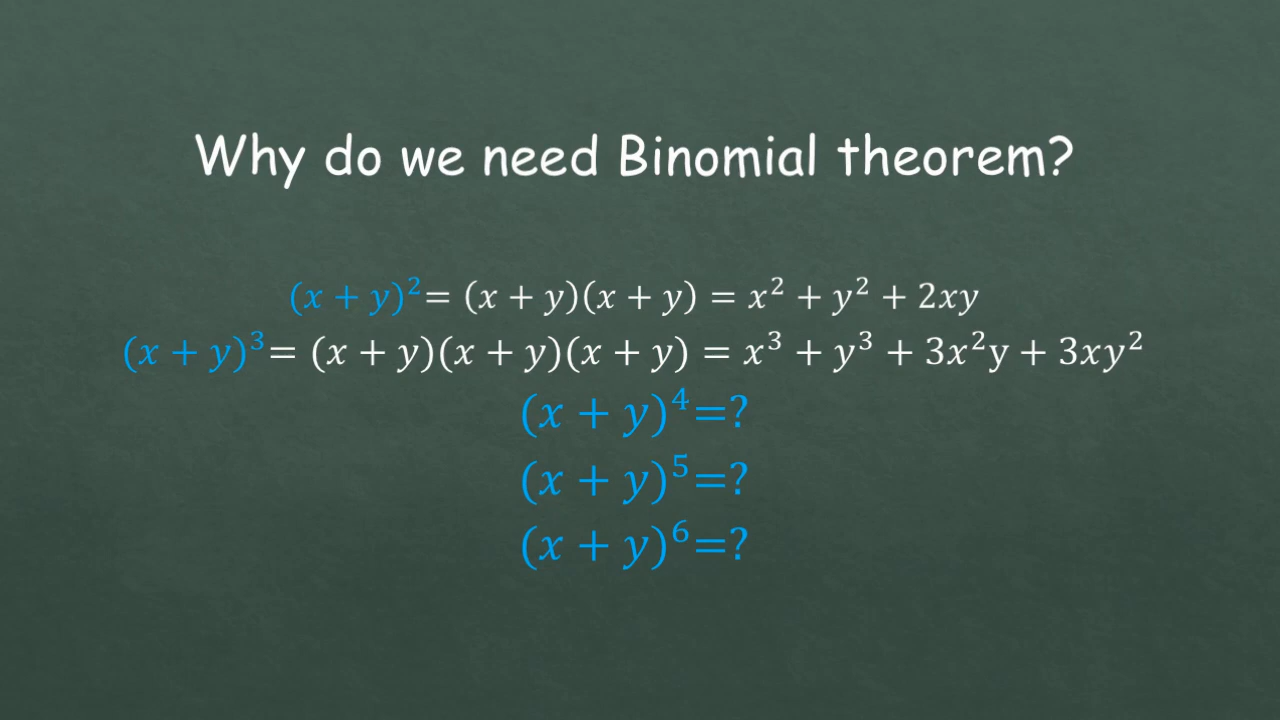 Why do we need Binomial theorem?
(x + y)²= (x + y)(x + y) = x² + y² + 2xy
(x + y)³= (x + y)(x + y)(x + y) = x³ + y³ + 3x²y + 3xy²
(x + y)⁴=?
(x + y)⁵=?
(x + y)⁶=?